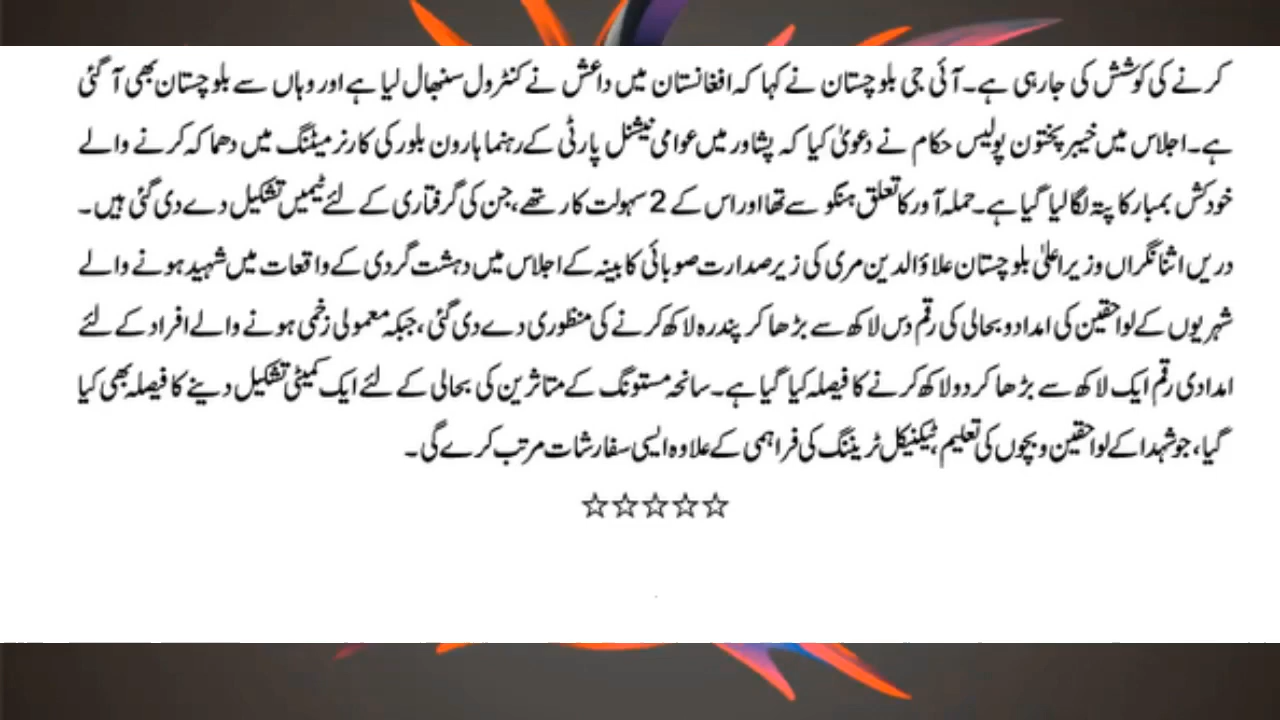 کرنے کی کوشش کی جارہی ہے۔ آئی جی بلوچستان نے کہا کہ افغانستان میں داعش نے کنٹرول سنبھال لیا ہے اور وہاں سے بلوچستان بھی آ گئی
ہے۔ اجلاس میں خیبر پختون پولیس حکام نے دعویٰ کیا کہ پشاور میں عوامی نیشنل پارٹی کے رہنما ہارون بلور کی کارنر میٹنگ میں دھماکہ کرنے والے
خودکش بمبار کا پتہ لگا لیا گیا ہے۔ حملہ آور کا تعلق ہنگو سے تھا اور اس کے 2 سہولت کار تھے، جن کی گرفتاری کے لئے ٹیمیں تشکیل دے دی گئی ہیں۔
دریں اثنا نگراں وزیراعلیٰ بلوچستان علاؤالدین مری کی زیر صدارت صوبائی کابینہ کے اجلاس میں دہشت گردی کے واقعات میں شہید ہونے والے
شہریوں کے لواحقین کی امداد و بحالی کی رقم دس لاکھ سے بڑھا کر پندرہ لاکھ کرنے کی منظوری دے دی گئی، جبکہ معمولی زخمی ہونے والے افراد کے لئے
امدادی رقم ایک لاکھ سے بڑھا کر دو لاکھ کرنے کا فیصلہ کیا گیا ہے۔ سانحہ مستونگ کے متاثرین کی بحالی کے لئے ایک کمیٹی تشکیل دینے کا فیصلہ بھی کیا
گیا، جو شہدا کے لواحقین و بچوں کی تعلیم، ٹیکنیکل ٹریننگ کی فراہمی کے علاوہ ایسی سفارشات مرتب کرے گی۔
☆☆☆☆☆